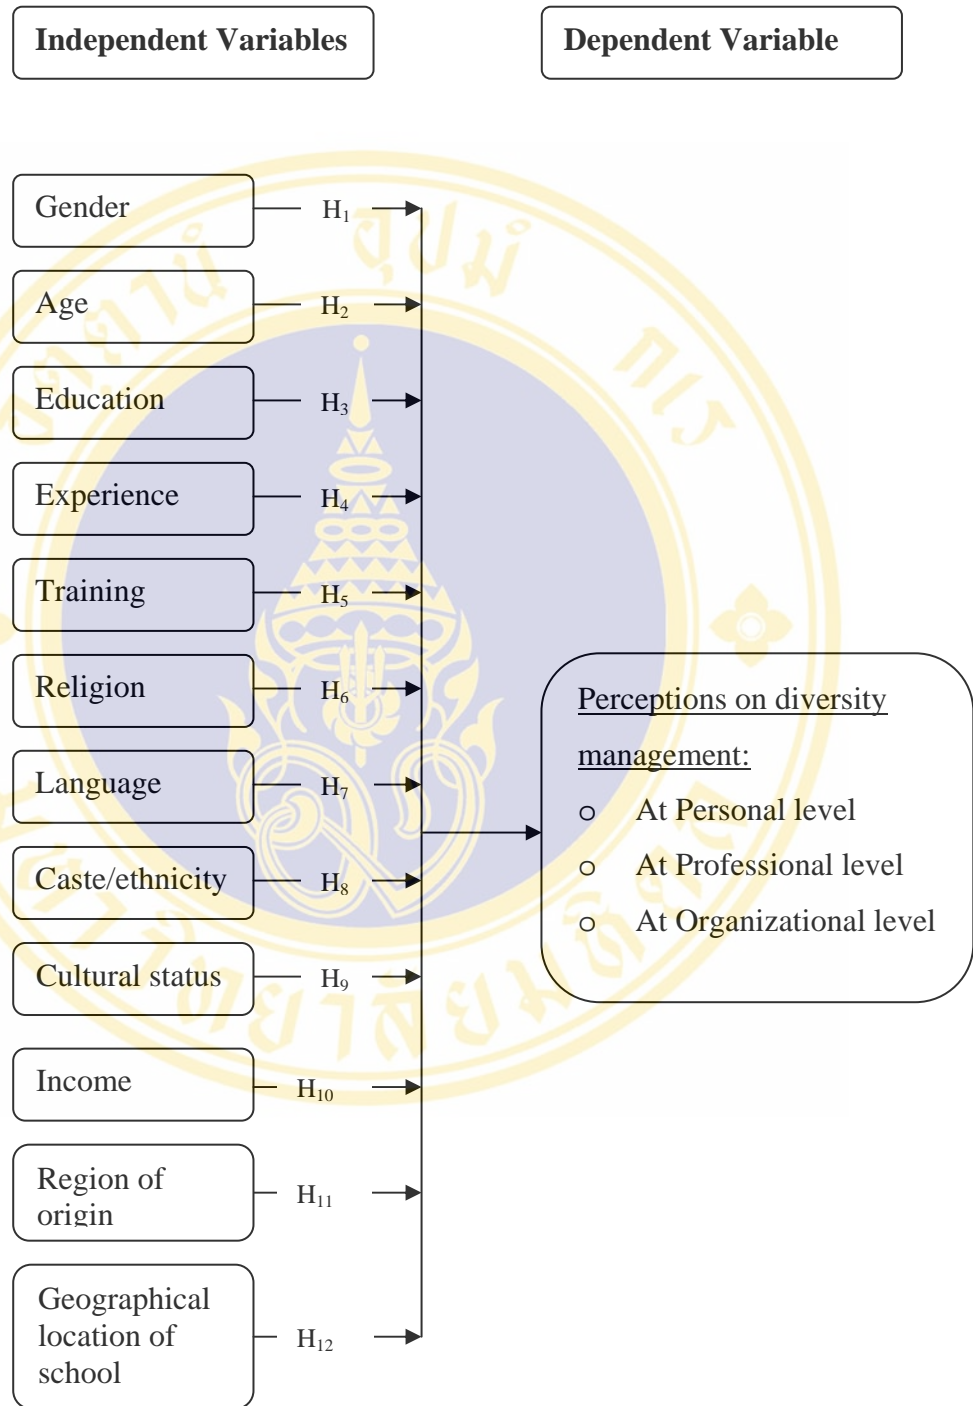 Independent Variables
Dependent Variable
Gender
H1
Age
H2
Education
H3
Experience
H4
Training
H5
Religion
H6
Language
H7
Caste/ethnicity
H8
Cultural status
H9
Income
H10
Region of
origin
H11
Geographical
location of
school
H12
Perceptions on diversity
management:
o At Personal level
o At Professional level
o At Organizational level